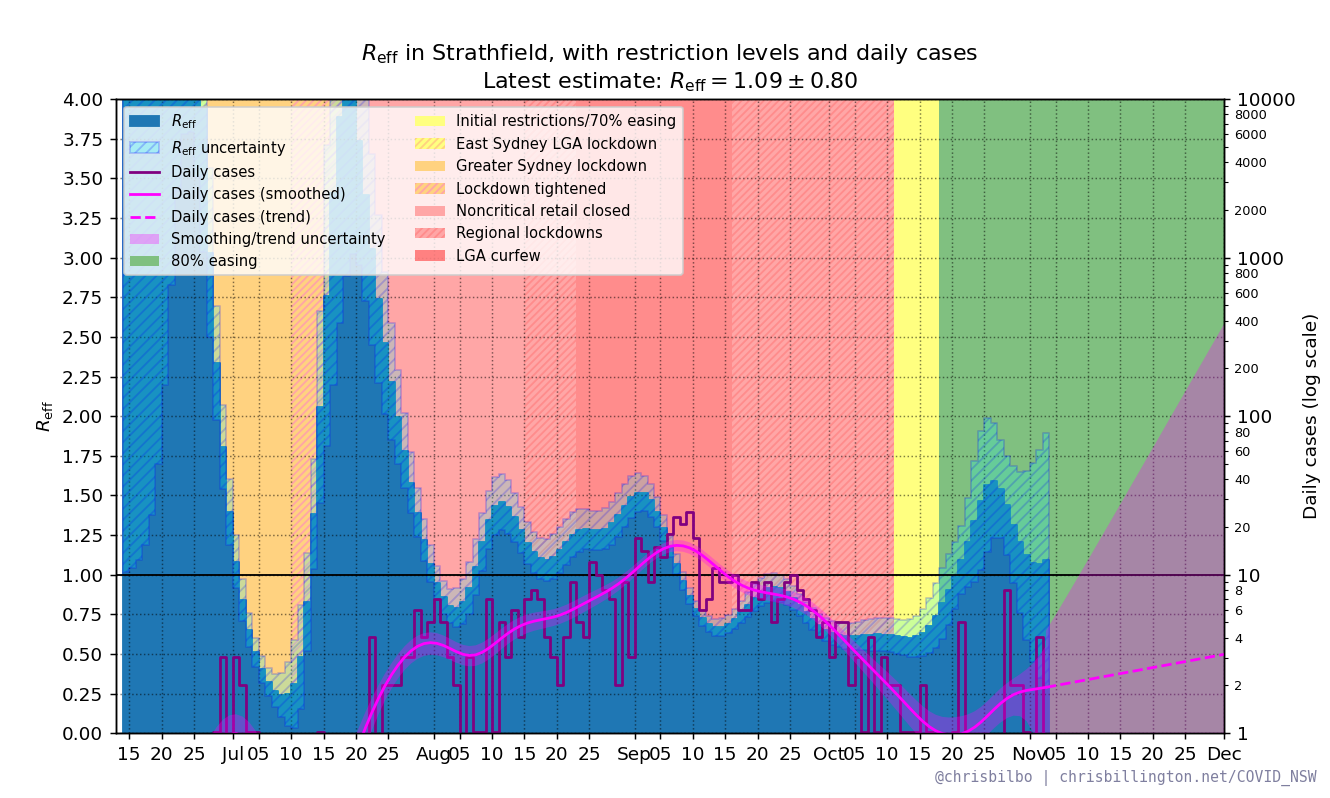 Reff in Strathfield, with restriction levels and daily cases
Latest estimate: Reff = 1.09 ± 0.80
Reff
Reff uncertainty
Daily cases
Daily cases (smoothed)
Daily cases (trend)
Smoothing/trend uncertainty
80% easing
Initial restrictions/70% easing
East Sydney LGA lockdown
Greater Sydney lockdown
Lockdown tightened
Noncritical retail closed
Regional lockdowns
LGA curfew
Reff
4.00
3.75
3.50
3.25
3.00
2.75
2.50
2.25
2.00
1.75
1.50
1.25
1.00
0.75
0.50
0.25
0.00
10000
8000
6000
4000
2000
1000
800
600
400
200
100
80
60
40
20
10
8
6
4
2
1
Daily cases (log scale)
15 20 25 Jul 05 10 15 20 Aug 05 10 15 20 25 Sep 05 10 15 20 25 Oct 05 10 15 20 25 Nov 05 10 15 20 25 Dec
@chrisbilbo | chrisbillington.net/COVID_NSW